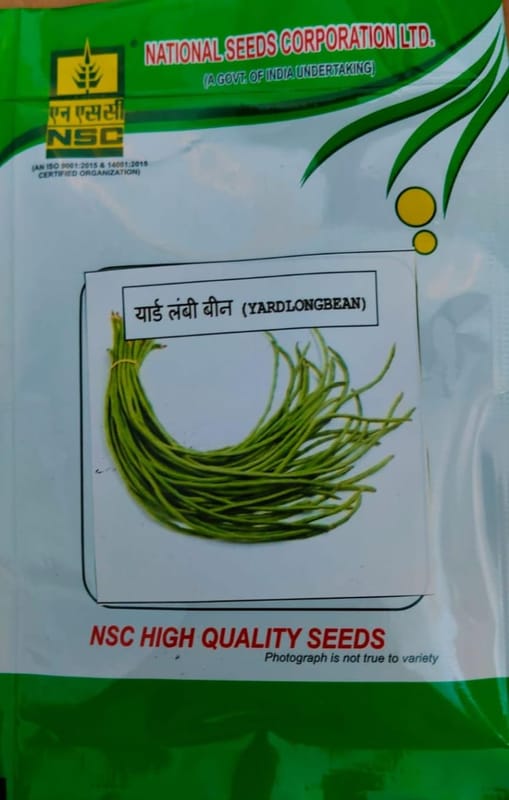 NATIONAL SEEDS CORPORATION LTD.
(A GOVT. OF INDIA UNDERTAKING)
एन एस सी
NSC
(AN ISO 9001:2015 & 14001:2015
CERTIFIED ORGANIZATION)
यार्ड लंबी बीन (YARDLONGBEAN)
NSC HIGH QUALITY SEEDS
Photograph is not true to variety